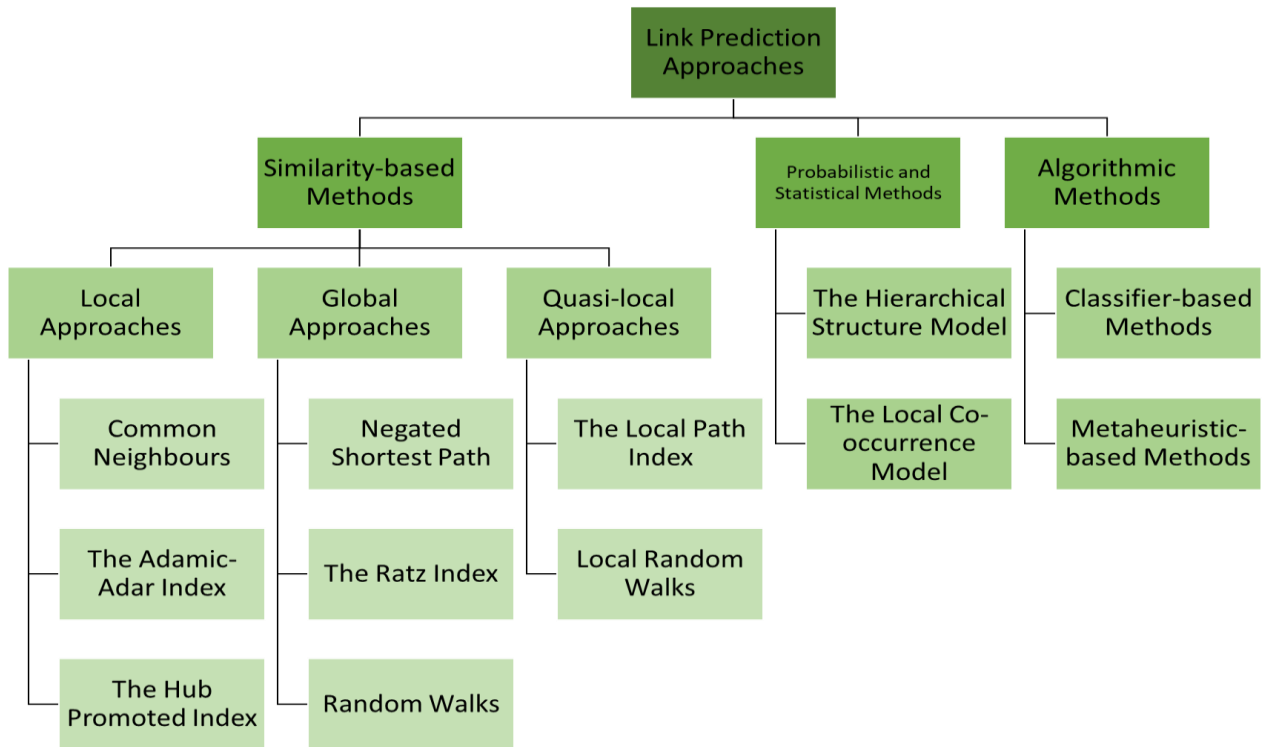 Link Prediction
Approaches
Similarity-based
Methods
Probabilistic and
Statistical Methods
Algorithmic
Methods
Local
Approaches
Global
Approaches
Quasi-local
Approaches
The Hierarchical
Structure Model
Classifier-based
Methods
Common
Neighbours
Negated
Shortest Path
The Local Path
Index
The Local Co-
occurrence
Model
Metaheuristic-
based Methods
The Adamic-
Adar Index
The Ratz Index
Local Random
Walks
The Hub
Promoted Index
Random Walks